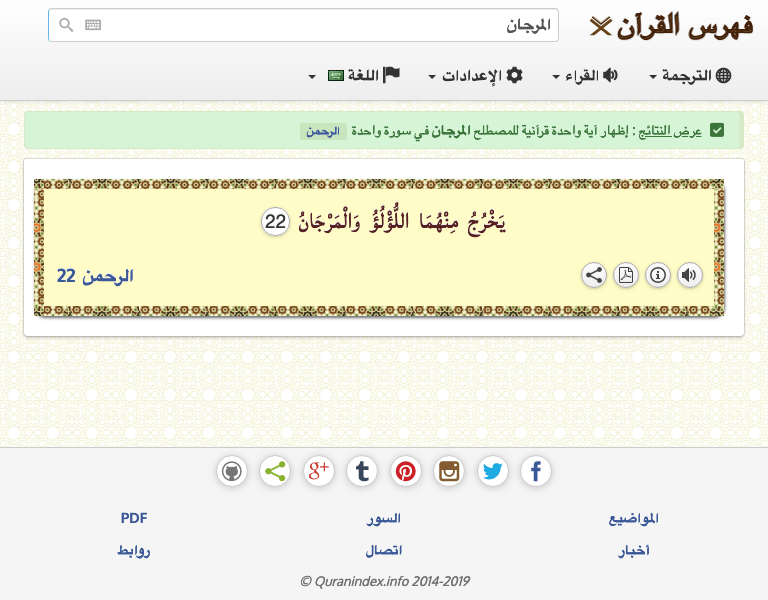 فهرس القرآن
المرجان
الترجمة القراء الإعدادات اللغة
عرض النتائج : إظهار آية واحدة قرآنية للمصطلح المرجان في سورة واحدة الرحمن
يَخْرُجُ مِنْهُمَا اللُّؤْلُؤُ وَالْمَرْجَانُ 22
الرحمن 22
المواضيع السور PDF
أخبار اتصال روابط
© Quranindex.info 2014-2019